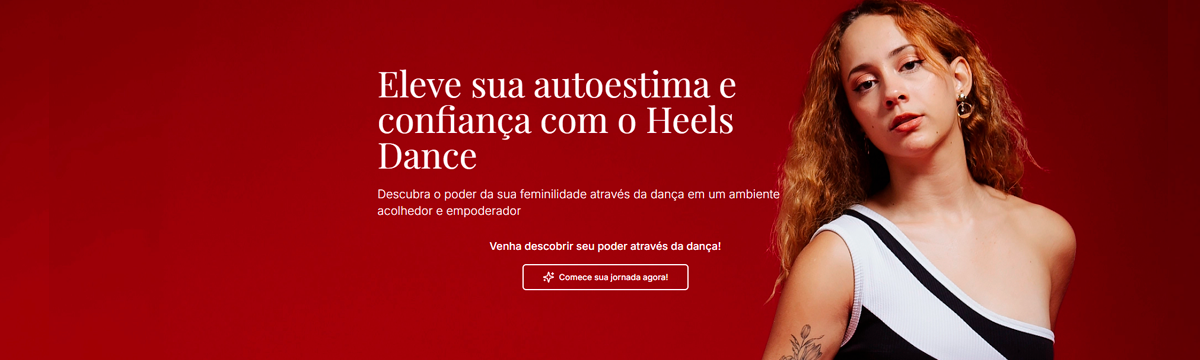 Eleve sua autoestima e
confiança com o Heels
Dance
Descubra o poder da sua feminilidade através da dança em um ambiente
acolhedor e empoderador
Venha descobrir seu poder através da dança!
Comece sua jornada agora!